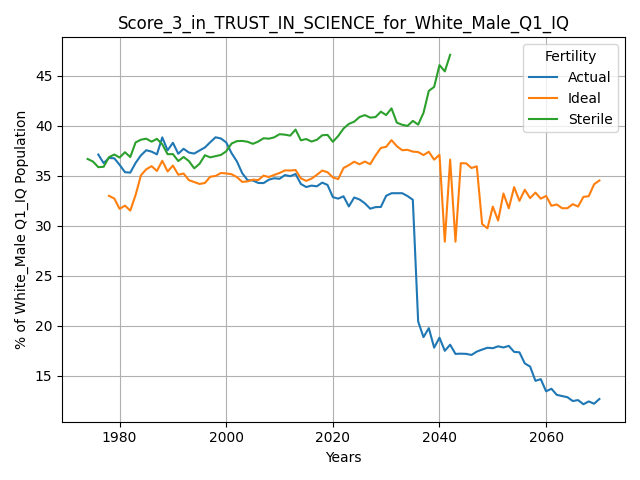 Score_3_in_TRUST_IN_SCIENCE_for_White_Male_Q1_IQ
Fertility
Actual
Ideal
Sterile
% of White_Male Q1_IQ Population
45
40
35
30
25
20
15
1980
2000
2020
2040
2060
Years